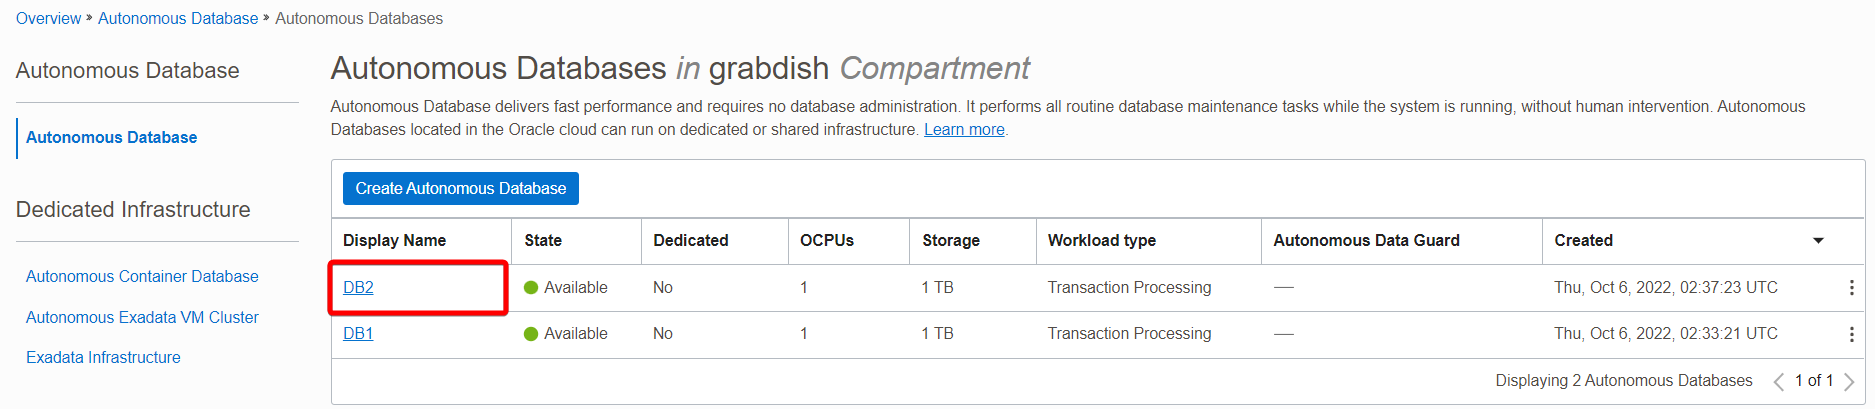 Overview » Autonomous Database » Autonomous Databases
Autonomous Database
Autonomous Database
Dedicated Infrastructure
Autonomous Container Database
Autonomous Exadata VM Cluster
Exadata Infrastructure
Autonomous Databases in grabdish Compartment
Autonomous Database delivers fast performance and requires no database administration. It performs all routine database maintenance tasks while the system is running, without human intervention. Autonomous
Databases located in the Oracle cloud can run on dedicated or shared infrastructure. Learn more.
Create Autonomous Database
Display Name State Dedicated OCPUs Storage Workload type Autonomous Data Guard Created
DB2 Available No 1 1 TB Transaction Processing — Thu, Oct 6, 2022, 02:37:23 UTC
DB1 Available No 1 1 TB Transaction Processing — Thu, Oct 6, 2022, 02:33:21 UTC
Displaying 2 Autonomous Databases < 1 of 1 >